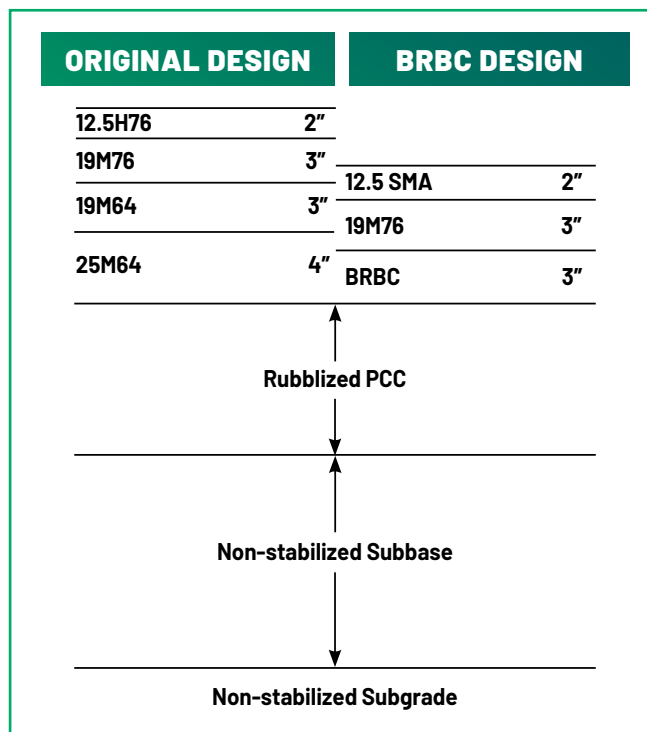 ORIGINAL DESIGN
12.5H76 2”
19M76 3”
19M64 3”
25M64 4”
BRBC DESIGN
12.5 SMA 2”
19M76 3”
BRBC 3”
Rubblized PCC
Non-stabilized Subbase
Non-stabilized Subgrade